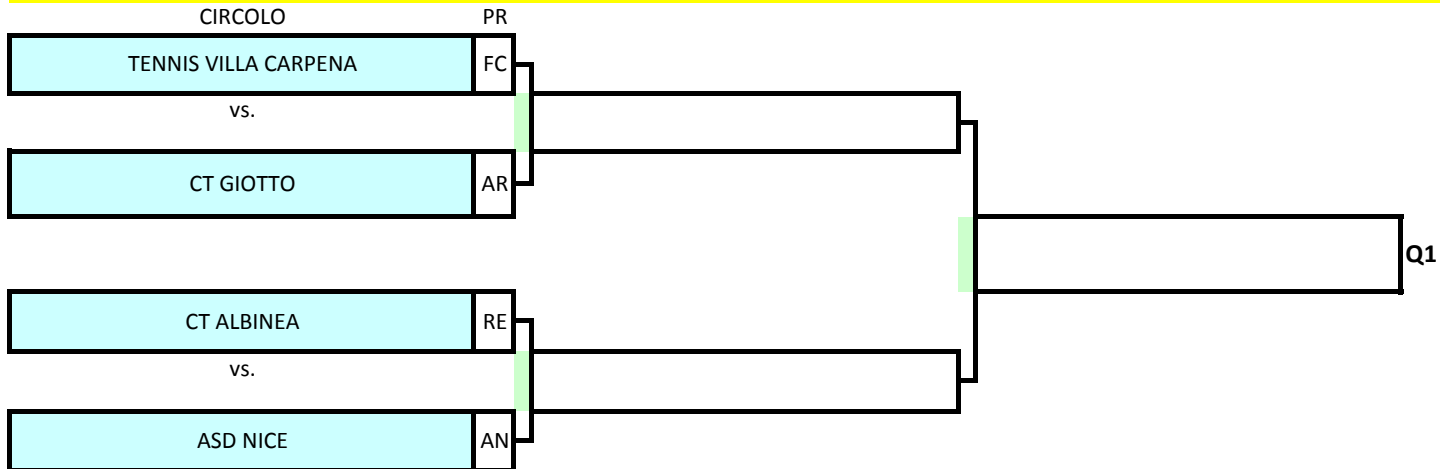 CIRCOLO PR
TENNIS VILLA CARPENA FC
vs.
CT GIOTTO AR
Q1
CT ALBINEA RE
vs.
ASD NICE AN